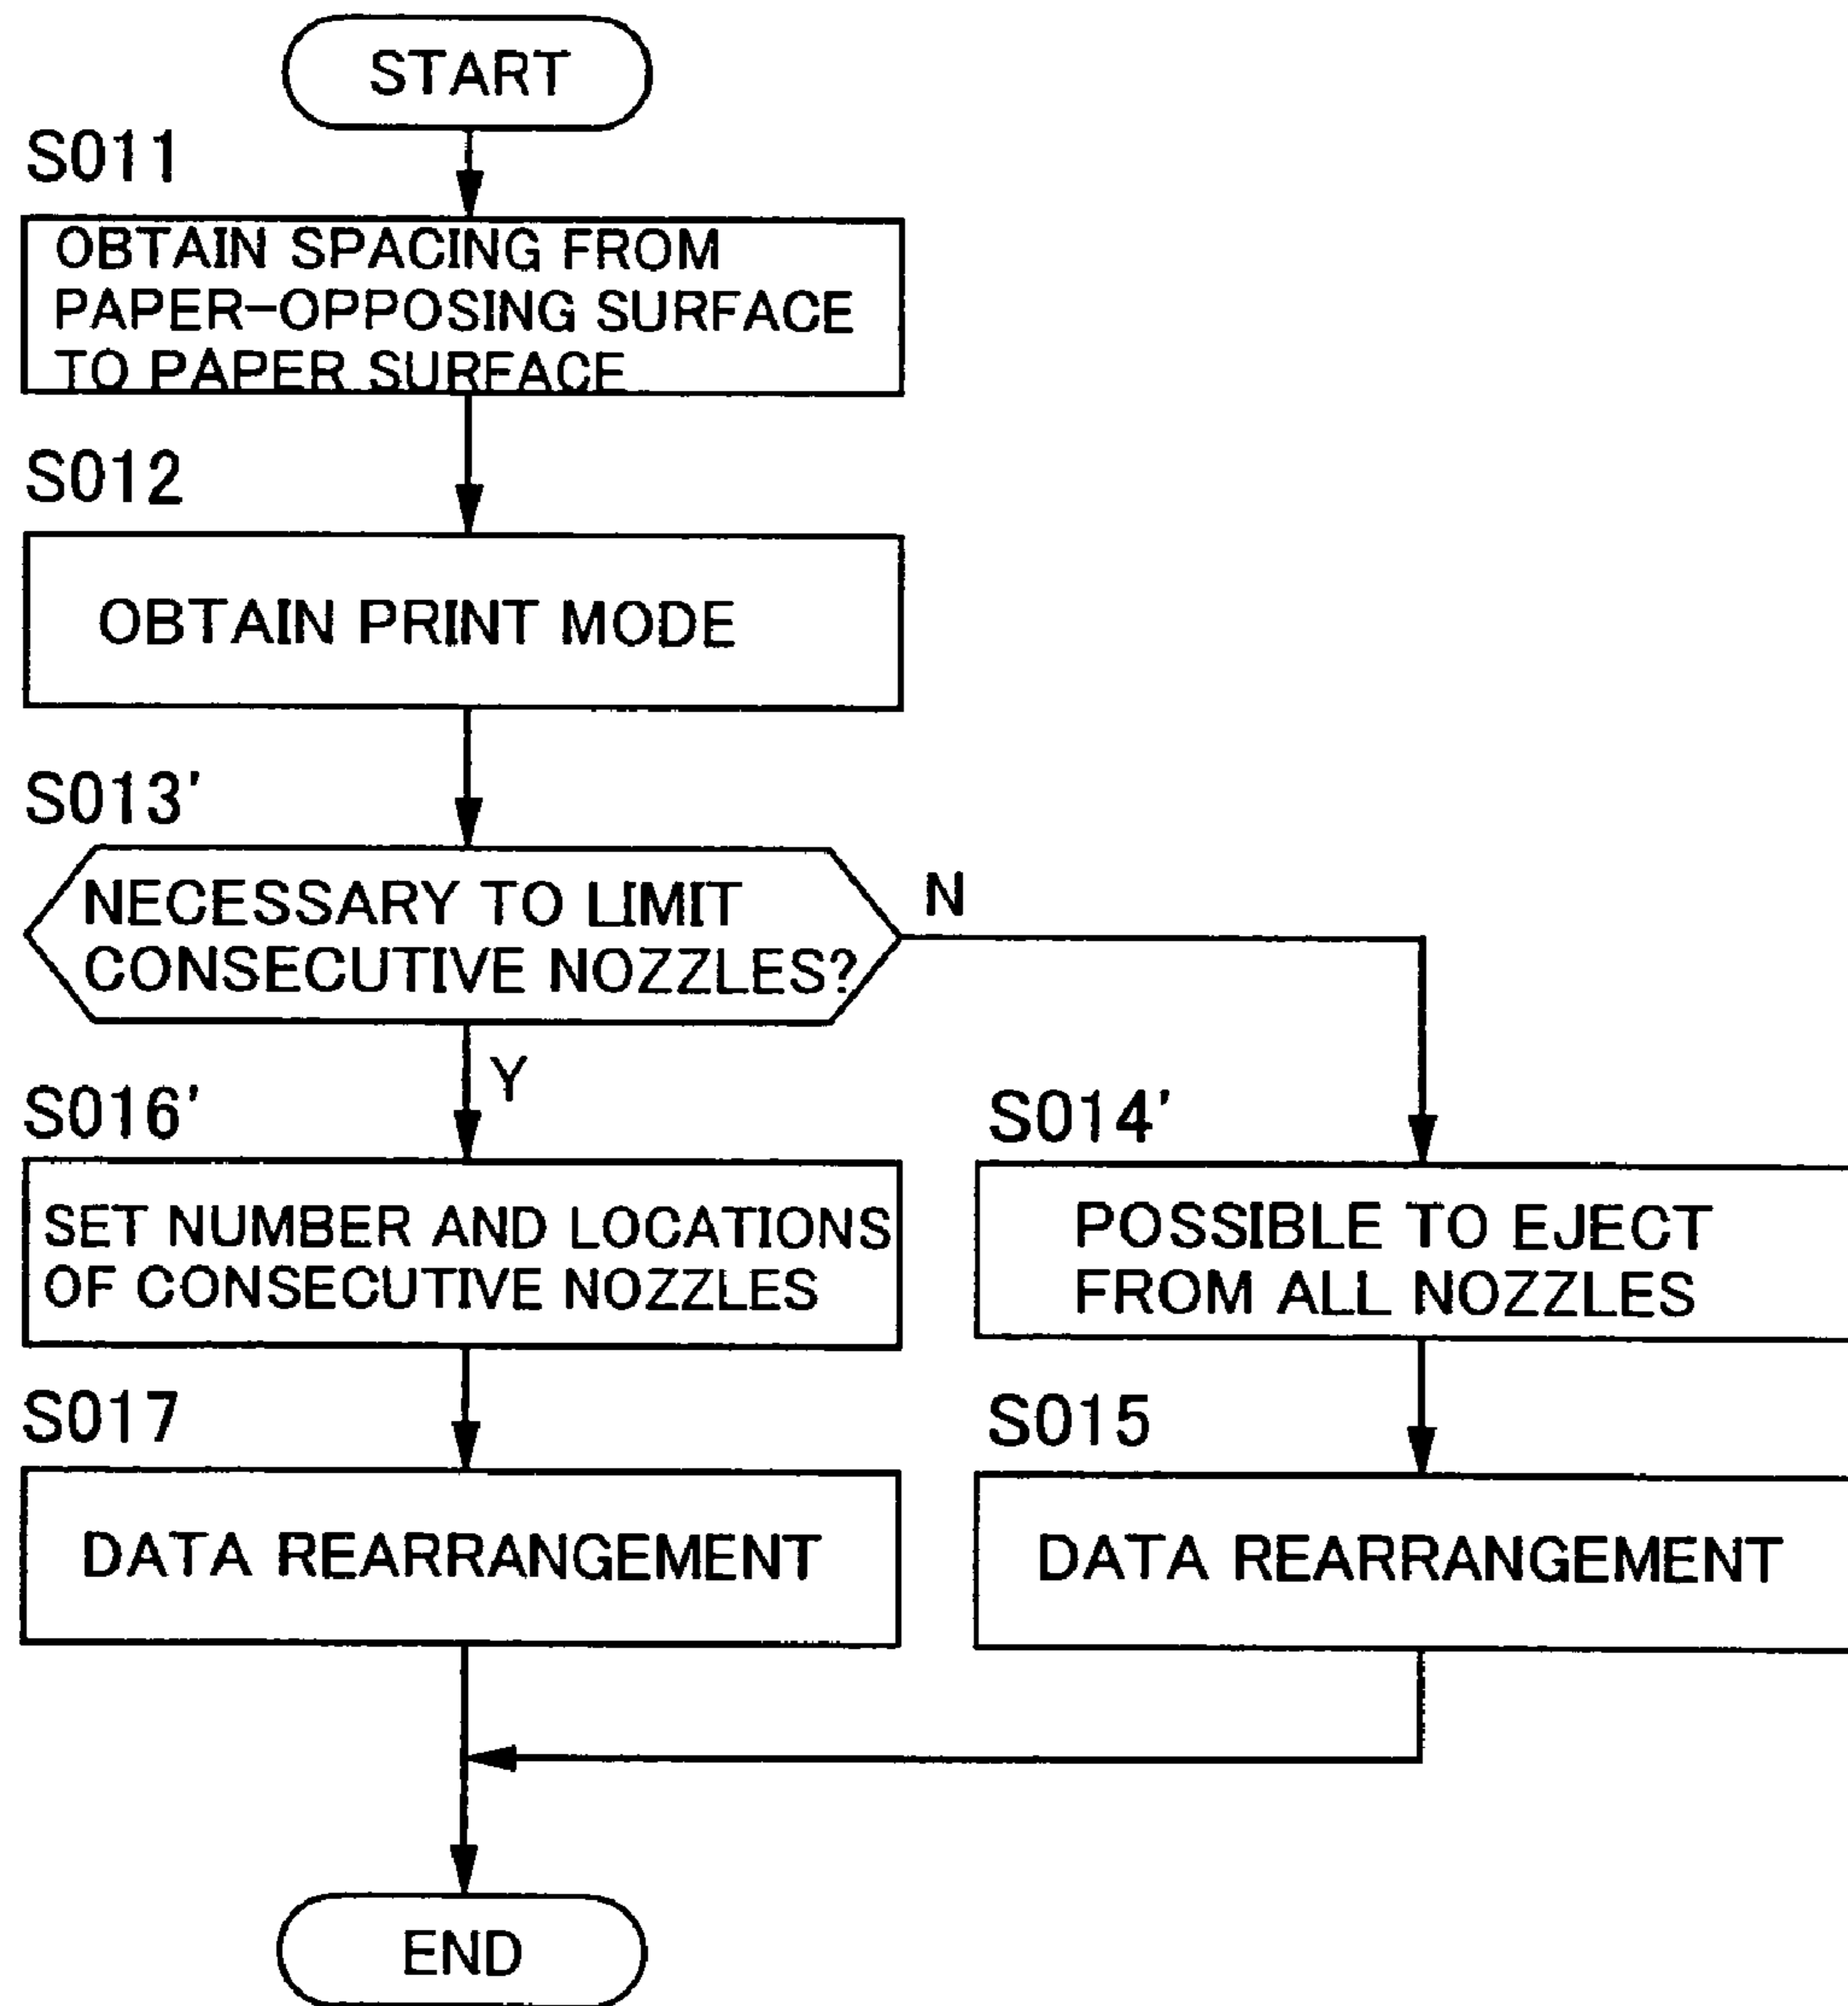 START
S011
OBTAIN SPACING FROM
PAPER-OPPOSING SURFACE
TO PAPER SURFACE
S012
OBTAIN PRINT MODE
S013'
NECESSARY TO LIMIT
CONSECUTIVE NOZZLES?
N
Y
S016'
SET NUMBER AND LOCATIONS
OF CONSECUTIVE NOZZLES
S014'
POSSIBLE TO EJECT
FROM ALL NOZZLES
S017
DATA REARRANGEMENT
S015
DATA REARRANGEMENT
END